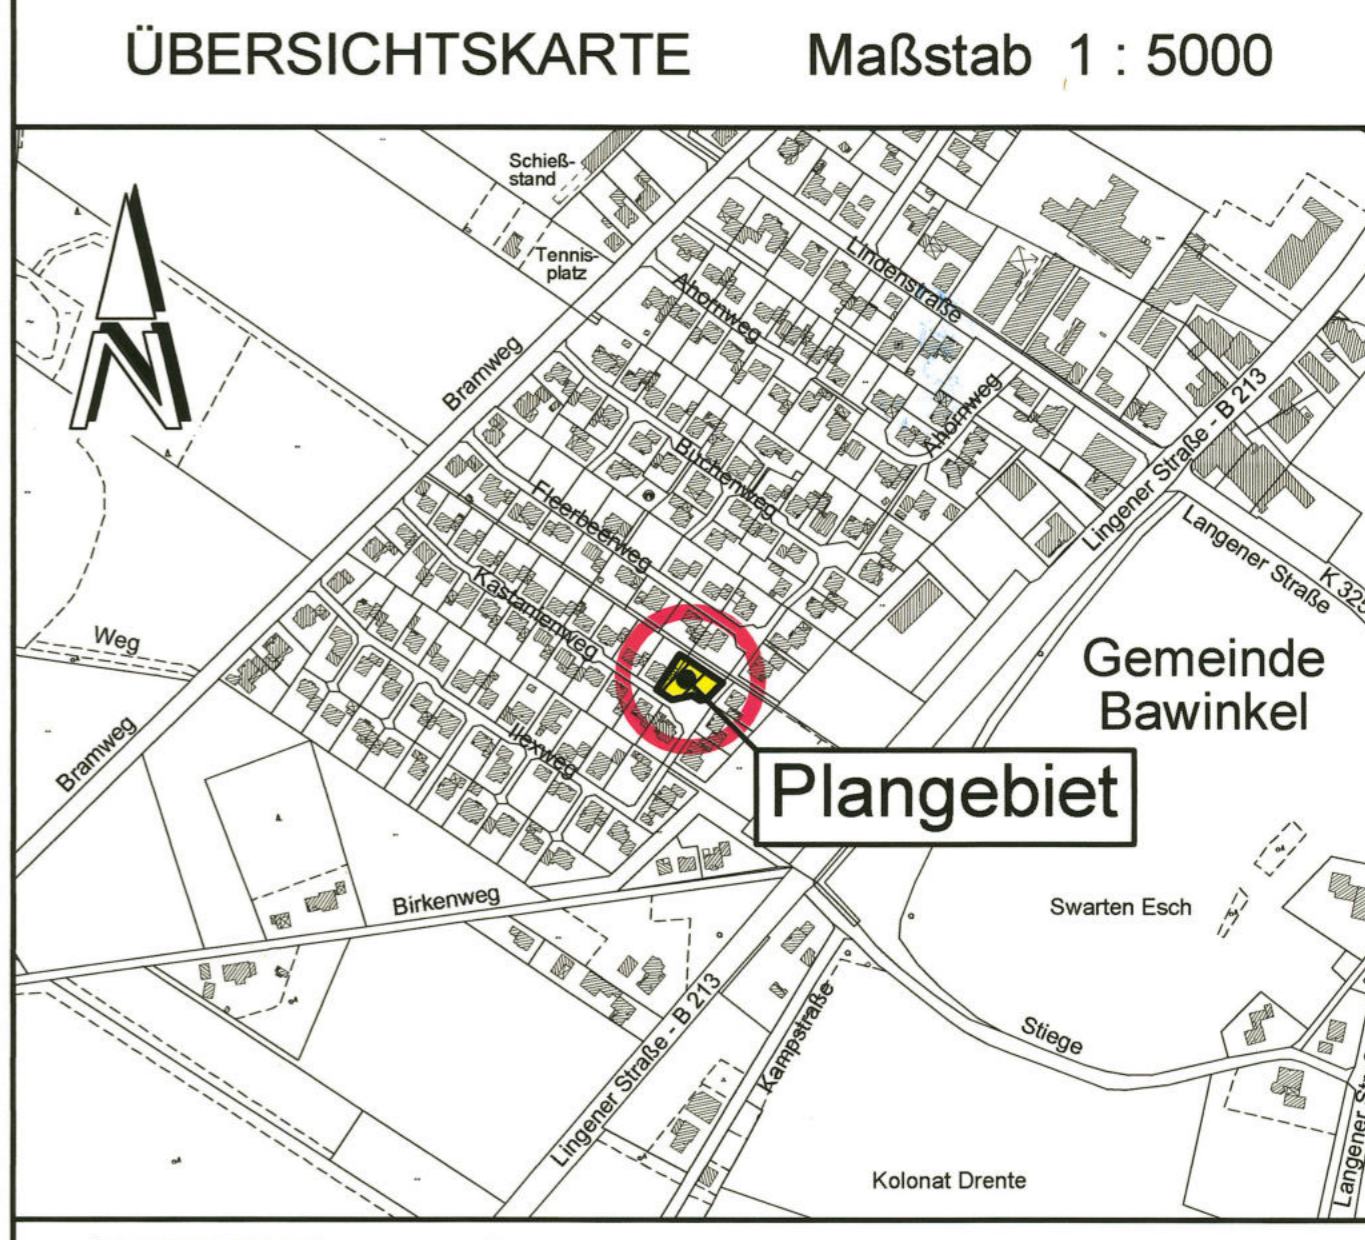 ÜBERSICHTSKARTE Maßstab 1 : 5000
Schieß-
stand
Tennis-
platz
Lindenstraße
Ahornweg
Bramweg
Ahornweg
Lingener Straße - B 213
Buchenweg
Fleerbeerweg
Langener Straße
K 325
Kastanienweg
Weg
N
Gemeinde
Bawinkel
Bramweg
Ilexweg
Plangebiet
Birkenweg
Swarten Esch
Lingener Straße - B 213
Kampstraße
Stiege
Kolonat Drente